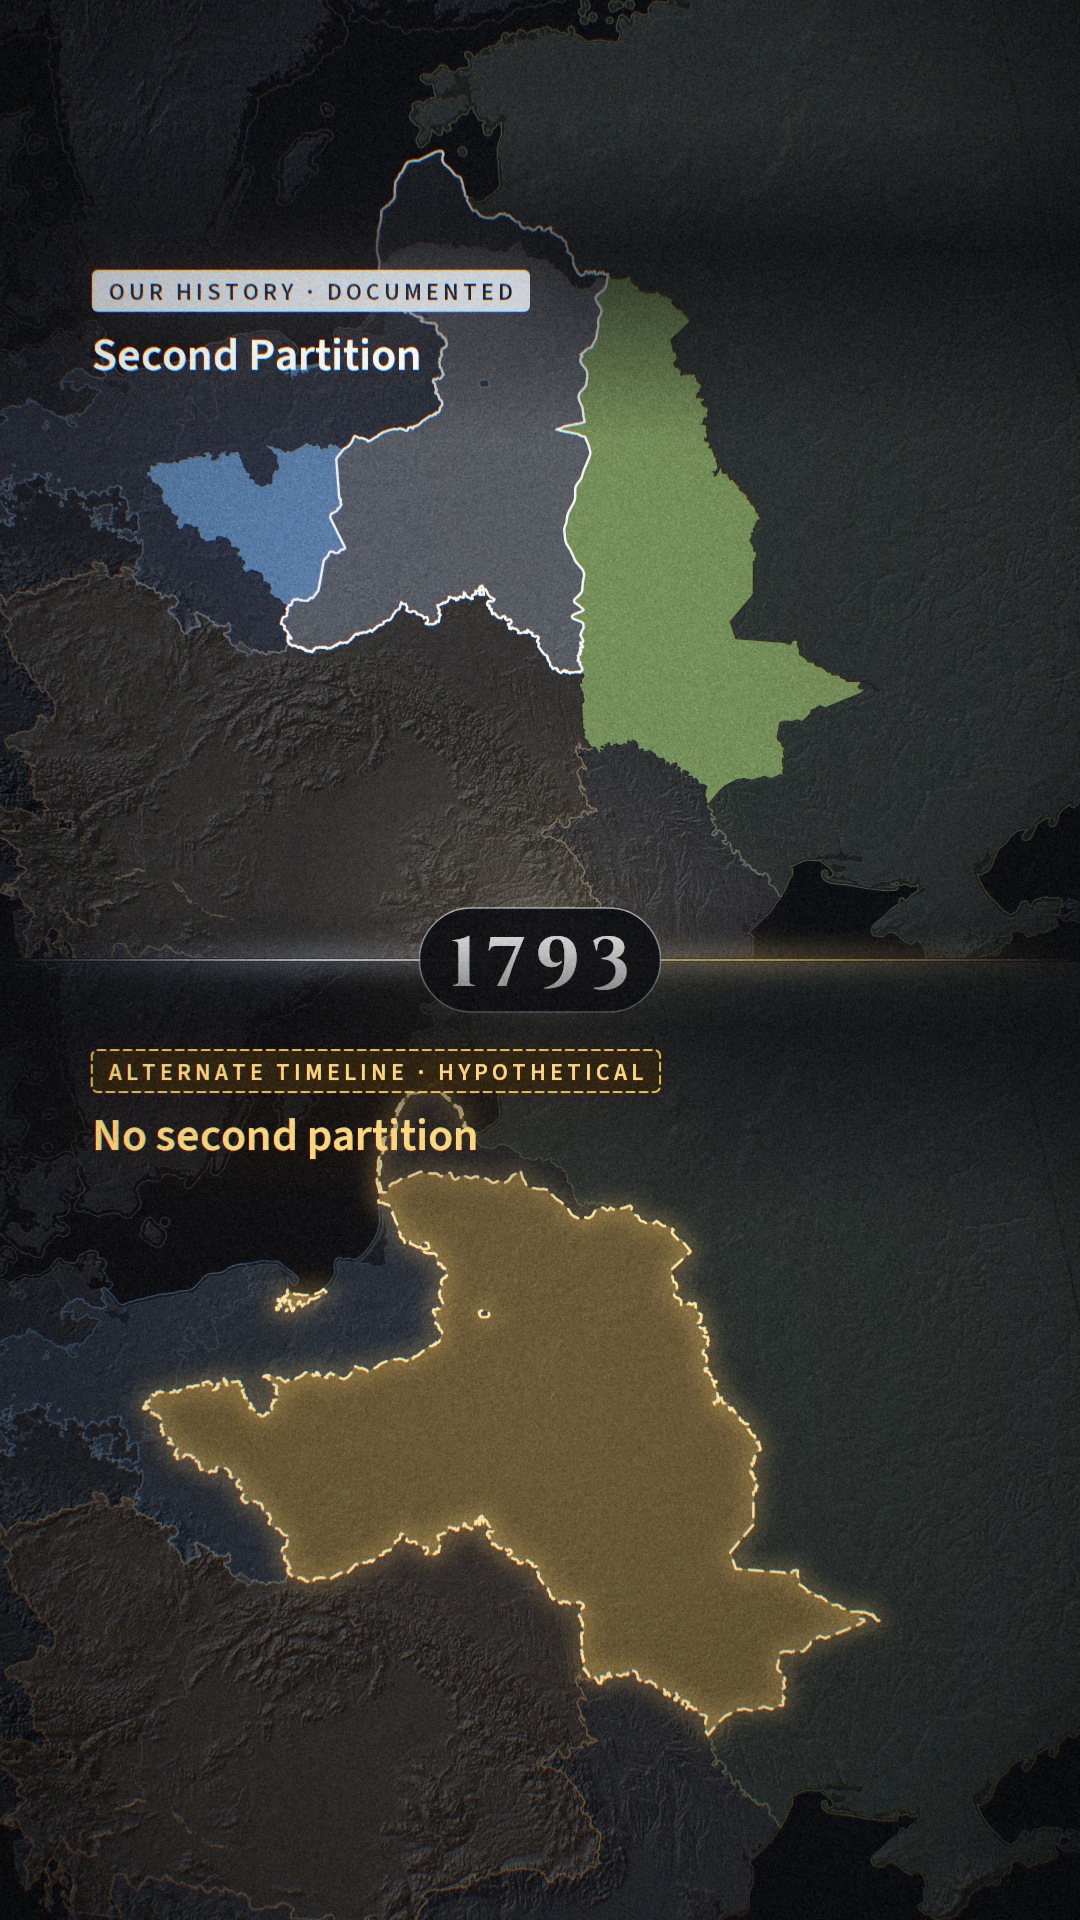 OUR HISTORY · DOCUMENTED
Second Partition
1793
ALTERNATE TIMELINE · HYPOTHETICAL
No second partition